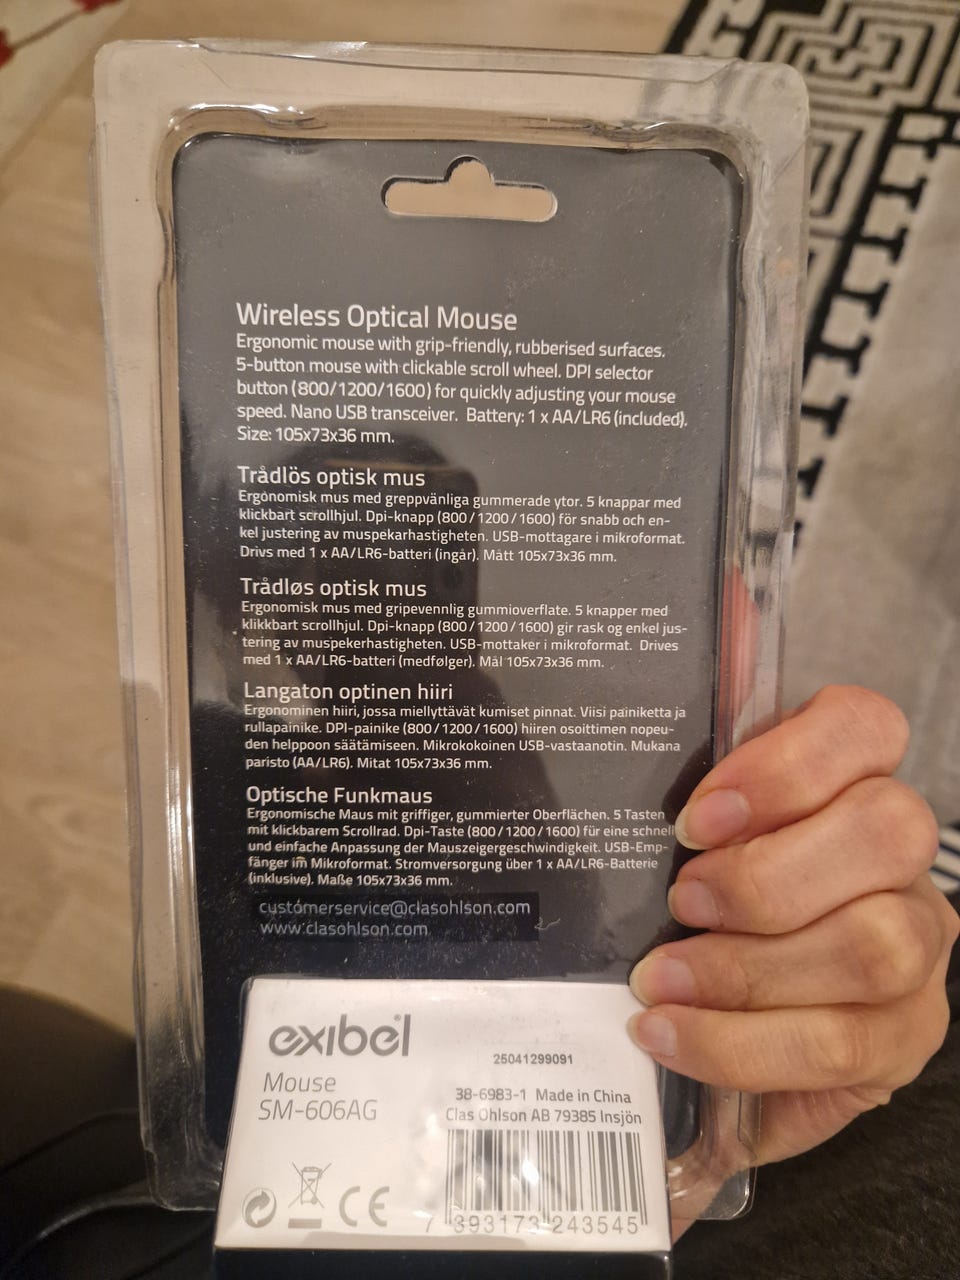 Wireless Optical Mouse
Ergonomic mouse with grip-friendly, rubberised surfaces.
5-button mouse with clickable scroll wheel. DPI selector
button (800/1200/1600) for quickly adjusting your mouse
speed. Nano USB transceiver. Battery: 1 x AA/LR6 (included).
Size: 105x73x36 mm.
Trådlös optisk mus
Ergonomisk mus med greppvänliga gummerade ytor. 5 knappar med
klickbart scrollhjul. Dpi-knapp (800/1200/1600) för snabb och en-
kel justering av muspekarhastigheten. USB-mottagare i mikroformat.
Drivs med 1 x AA/LR6-batteri (ingår). Mått 105x73x36 mm.
Trådløs optisk mus
Ergonomisk mus med gripevennlig gummioverflate. 5 knapper med
klikkbart scrollhjul. Dpi-knapp (800/1200/1600) gir rask og enkel jus-
tering av muspekerhastigheten. USB-mottaker i mikroformat. Drives
med 1 x AA/LR6-batteri (medfølger). Mål 105x73x36 mm.
Langaton optinen hiiri
Ergonominen hiiri, jossa miellyttävät kumiset pinnat. Viisi painiketta ja
rullapainike. DPI-painike (800/1200/1600) hiiren osoittimen nopeu-
den helppoon säätämiseen. Mikrokokoinen USB-vastaanotin. Mukana
paristo (AA/LR6). Mitat 105x73x36 mm.
Optische Funkmaus
Ergonomische Maus mit griffiger, gummierter Oberflächen. 5 Tasten
mit klickbarem Scrollrad. Dpi-Taste (800/1200/1600) für eine schnell
und einfache Anpassung der Mauszeigergeschwindigkeit. USB-Emp-
fänger im Mikroformat. Stromversorgung über 1 x AA/LR6-Batterie
(inklusive). Maße 105x73x36 mm.
customerservice@clasohlson.com
www.clasohlson.com
exibel
25041299091
Mouse
SM-606AG
38-6983-1 Made in China
Clas Ohlson AB 79385 Insjön
CE
7 393173 243545